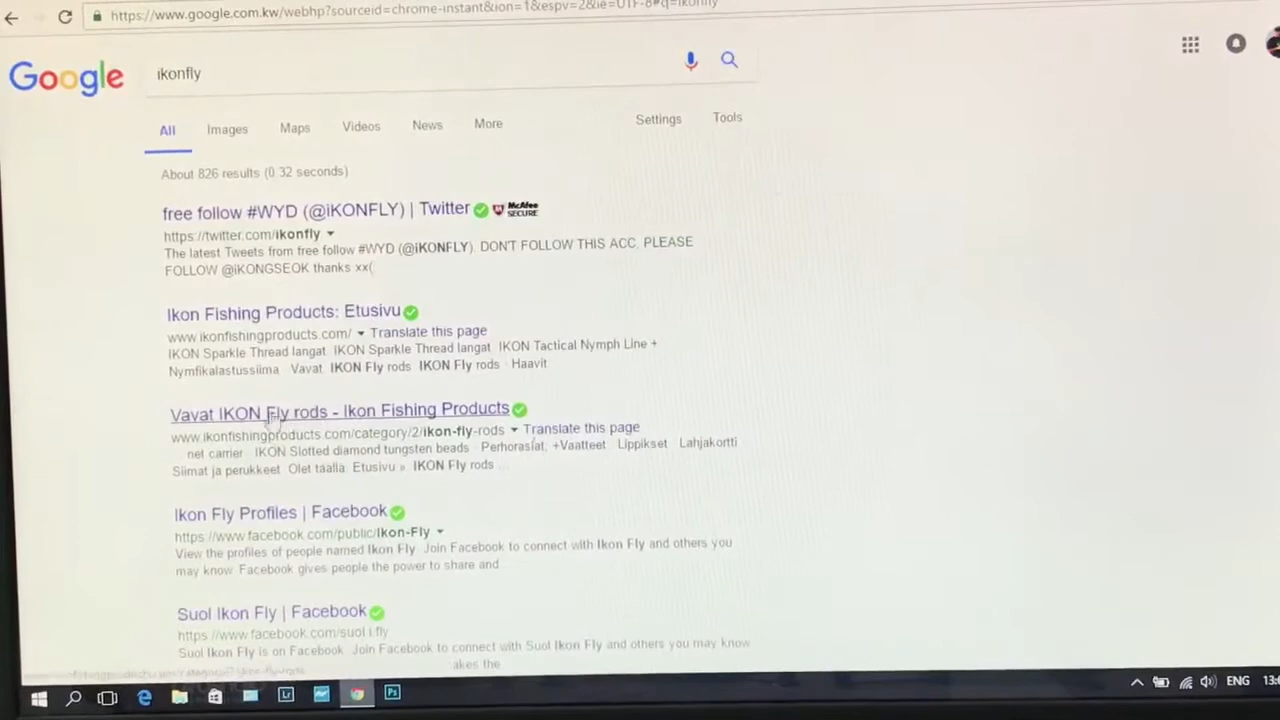 https://www.google.com.kw/webhp?sourceid=chrome-instant&ion=1&espv=2&ie=UTF-8#q=ikonfly
Google
ikonfly
All Images Maps Videos News More Settings Tools
About 826 results (0.32 seconds)
free follow #WYD (@iKONFLY) | Twitter McAfee SECURE
https://twitter.com/ikonfly
The latest Tweets from free follow #WYD (@iKONFLY). DON'T FOLLOW THIS ACC, PLEASE
FOLLOW @iKONGSEOK thanks xx(
Ikon Fishing Products: Etusivu
www.ikonfishingproducts.com/ Translate this page
IKON Sparkle Thread langat IKON Sparkle Thread langat IKON Tactical Nymph Line +
Nymfikalastussiima Vavat IKON Fly rods IKON Fly rods · Haavit
Vavat IKON Fly rods - Ikon Fishing Products
www.ikonfishingproducts.com/category/2/ikon-fly-rods Translate this page
net carrier IKON Slotted diamond tungsten beads · Perhorasiat, +Vaatteet Lippikset Lahjakortti
Siimat ja perukkeet Olet täällä Etusivu » IKON Fly rods ...
Ikon Fly Profiles | Facebook
https://www.facebook.com/public/Ikon-Fly
View the profiles of people named Ikon Fly. Join Facebook to connect with Ikon Fly and others you
may know. Facebook gives people the power to share and...
Suol Ikon Fly | Facebook
https://www.facebook.com/suol.i.fly
Suol Ikon Fly is on Facebook. Join Facebook to connect with Suol Ikon Fly and others you may know
akes the
Lr Ps ENG